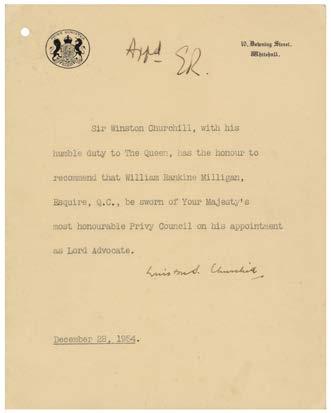 Appd E.R.
10, Downing Street,
Whitehall.
Sir Winston Churchill, with his
humble duty to The Queen, has the honour to
recommend that William Rankine Milligan,
Esquire, Q.C., be sworn of Your Majesty's
most honourable Privy Council on his appointment
as Lord Advocate.
Winston S. Churchill
December 28, 1954.